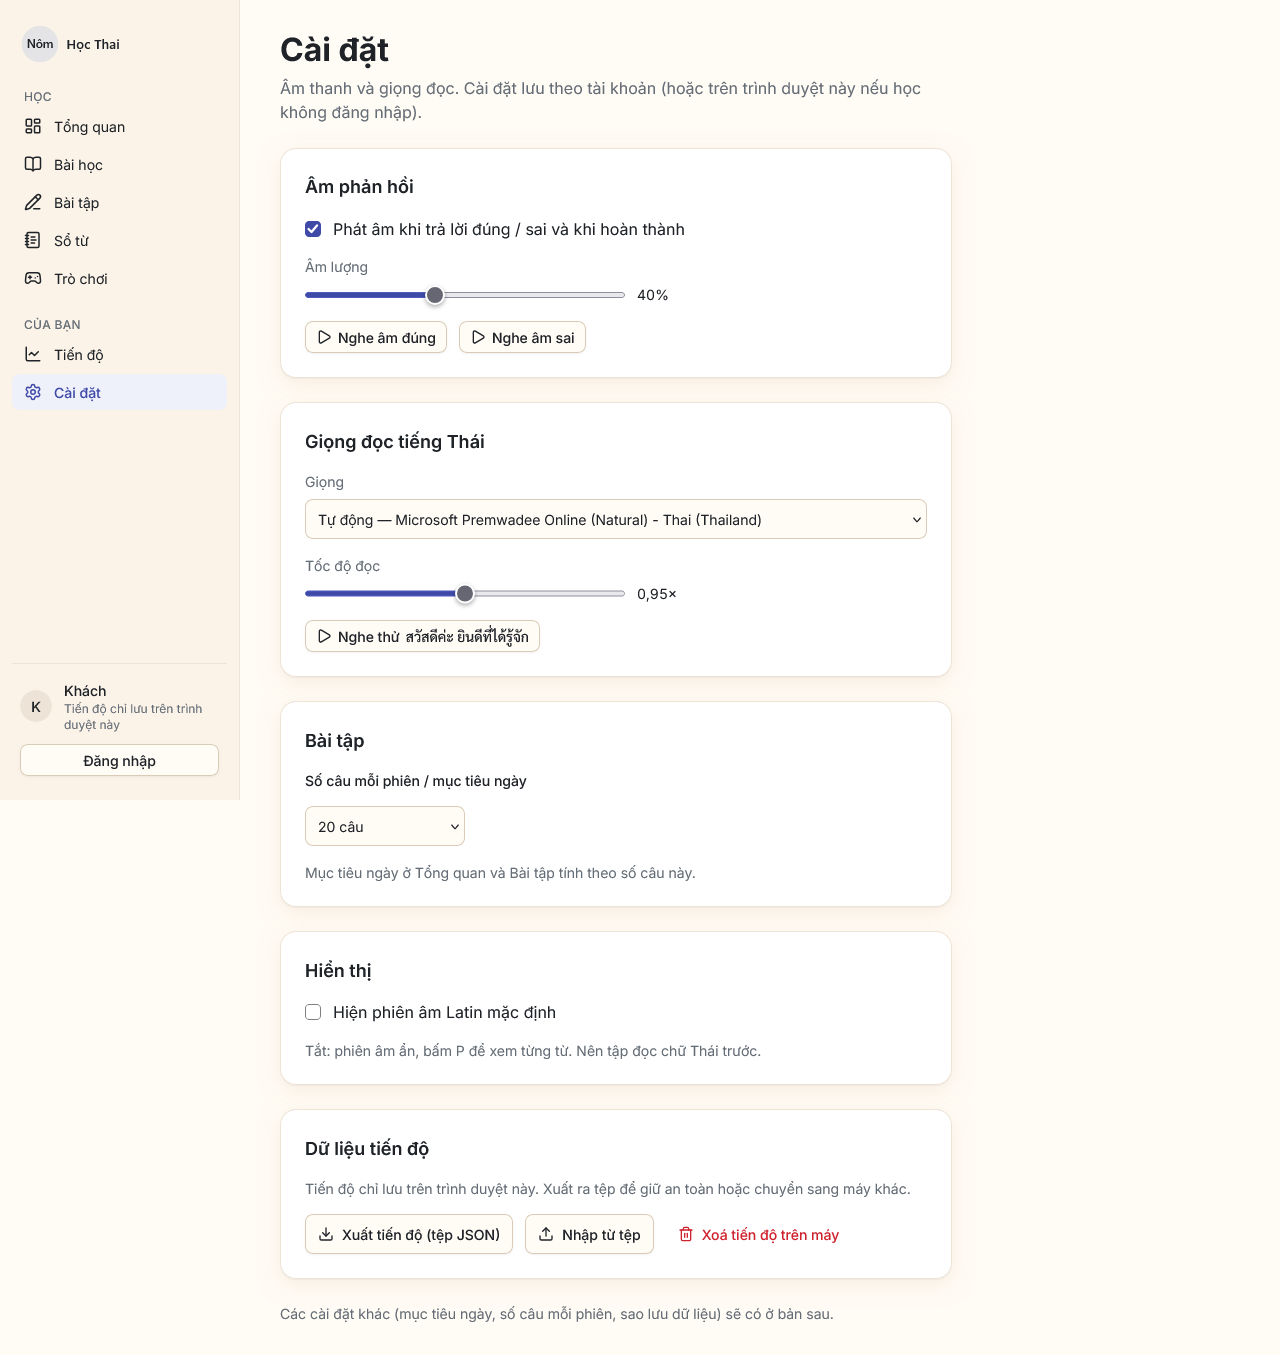 Nôm Học Thai
HỌC
Tổng quan
Bài học
Bài tập
Sổ từ
Trò chơi
CỦA BẠN
Tiến độ
Cài đặt
K
Khách
Tiến độ chỉ lưu trên trình
duyệt này
Đăng nhập
Cài đặt
Âm thanh và giọng đọc. Cài đặt lưu theo tài khoản (hoặc trên trình duyệt này nếu học
không đăng nhập).
Âm phản hồi
Phát âm khi trả lời đúng / sai và khi hoàn thành
Âm lượng
40%
Nghe âm đúng
Nghe âm sai
Giọng đọc tiếng Thái
Giọng
Tự động — Microsoft Premwadee Online (Natural) - Thai (Thailand)
Tốc độ đọc
0,95×
Nghe thử สวัสดีค่ะ ยินดีที่ได้รู้จัก
Bài tập
Số câu mỗi phiên / mục tiêu ngày
20 câu
Mục tiêu ngày ở Tổng quan và Bài tập tính theo số câu này.
Hiển thị
Hiện phiên âm Latin mặc định
Tắt: phiên âm ẩn, bấm P để xem từng từ. Nên tập đọc chữ Thái trước.
Dữ liệu tiến độ
Tiến độ chỉ lưu trên trình duyệt này. Xuất ra tệp để giữ an toàn hoặc chuyển sang máy khác.
Xuất tiến độ (tệp JSON)
Nhập từ tệp
Xoá tiến độ trên máy
Các cài đặt khác (mục tiêu ngày, số câu mỗi phiên, sao lưu dữ liệu) sẽ có ở bản sau.